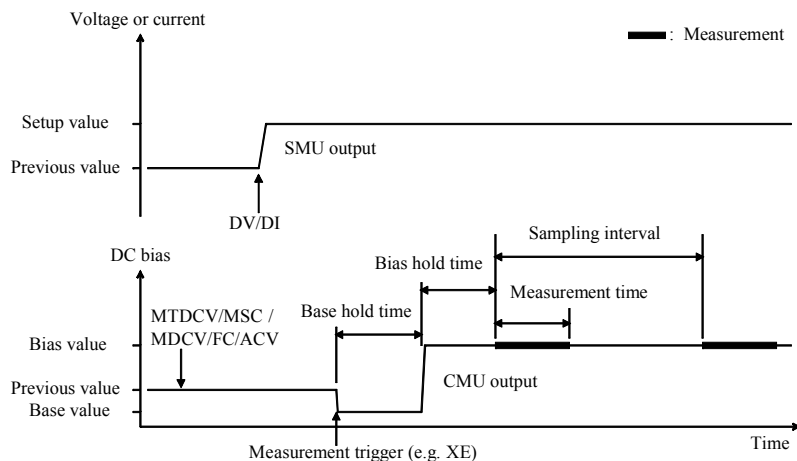 Voltage or current
: Measurement
Setup value
SMU output
Previous value
DV/DI
Sampling interval
DC bias
Bias hold time
Measurement time
MTDCV/MSC /
MDCV/FC/ACV
Base hold time
Bias value
Previous value
CMU output
Base value
Time
Measurement trigger (e.g. XE)